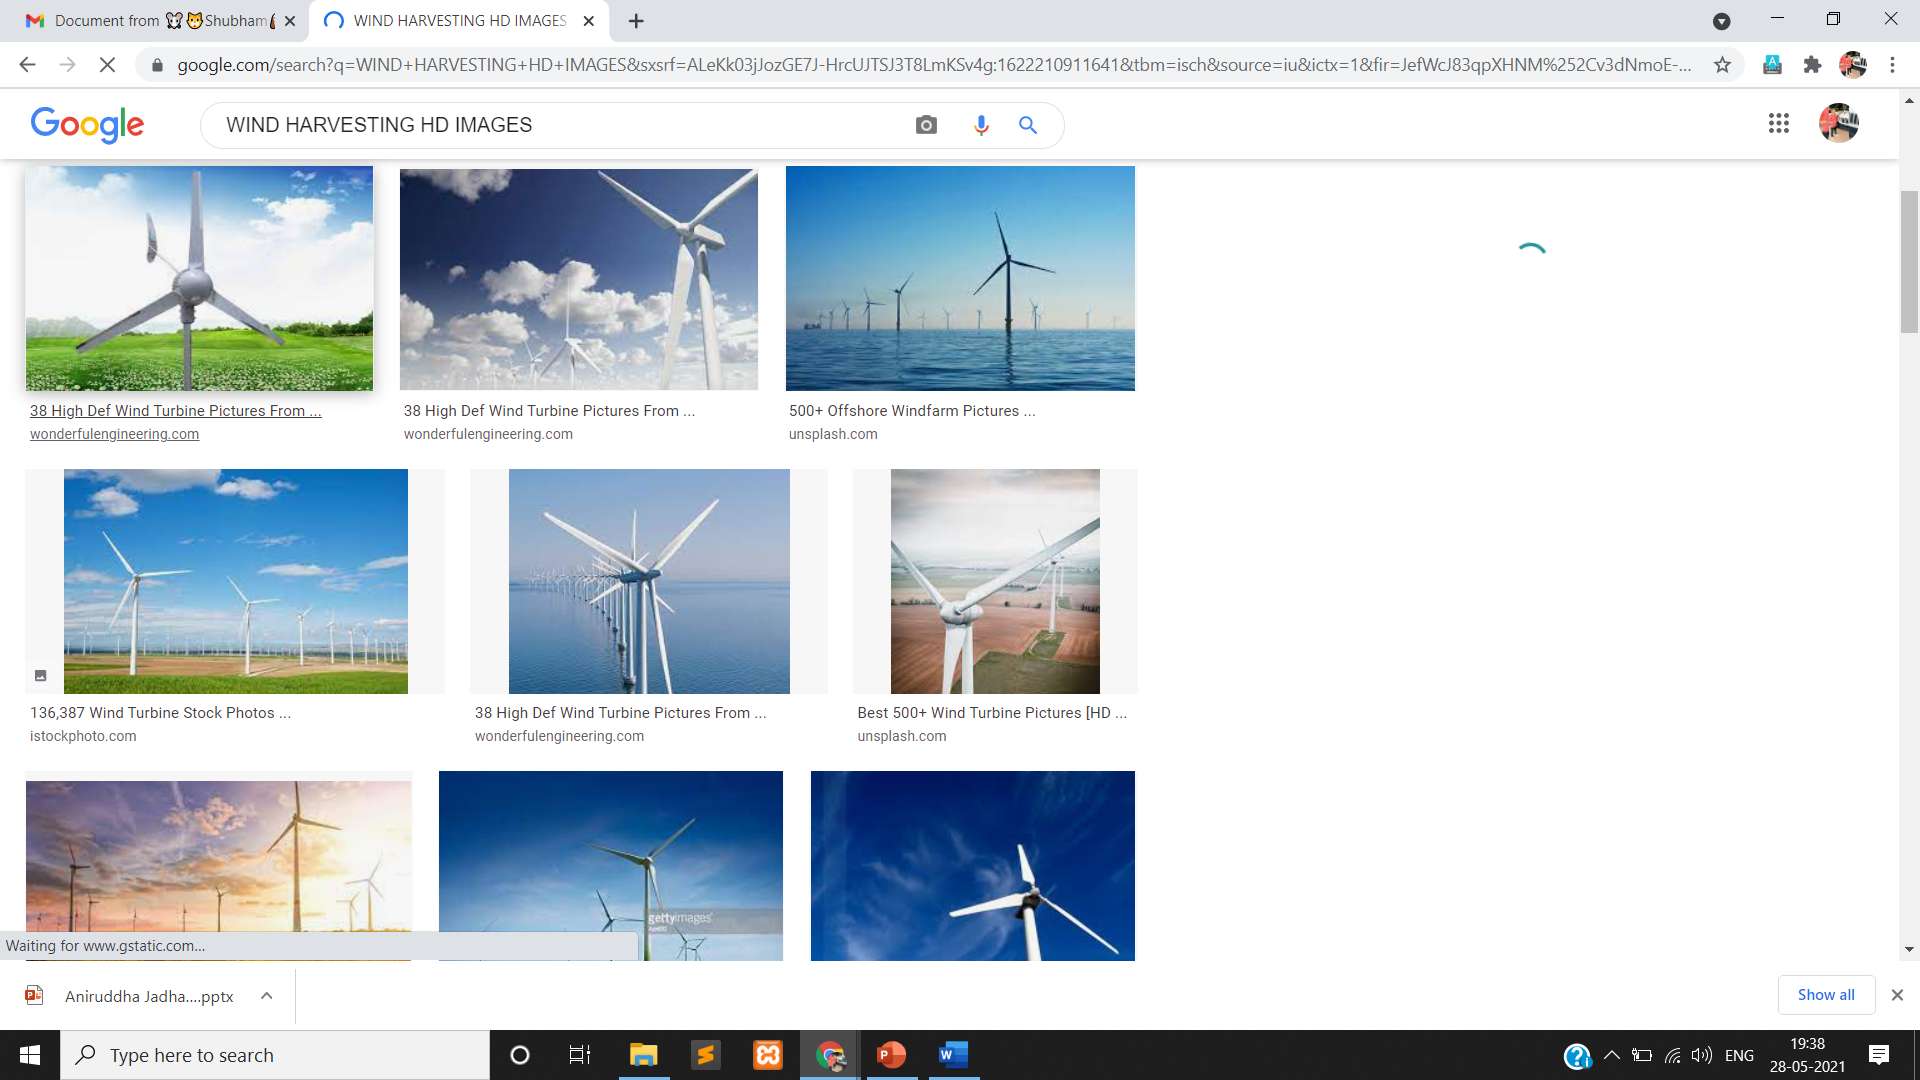 Document from 🐭🐯Shubham
WIND HARVESTING HD IMAGES
google.com/search?q=WIND+HARVESTING+HD+IMAGES&sxsrf=ALeKk03jJozGE7J-HrcUJTSJ3T8LmKSv4g:1622210911641&tbm=isch&source=iu&ictx=1&fir=JefWcJ83qpXHNM%252Cv3dNmoE-...
Google
WIND HARVESTING HD IMAGES
38 High Def Wind Turbine Pictures From ...
wonderfulengineering.com
38 High Def Wind Turbine Pictures From ...
wonderfulengineering.com
500+ Offshore Windfarm Pictures ...
unsplash.com
136,387 Wind Turbine Stock Photos ...
istockphoto.com
38 High Def Wind Turbine Pictures From ...
wonderfulengineering.com
Best 500+ Wind Turbine Pictures [HD ...
unsplash.com
gettyimages
Waiting for www.gstatic.com...
Aniruddha Jadha....pptx
Show all
Type here to search
ENG
19:38
28-05-2021